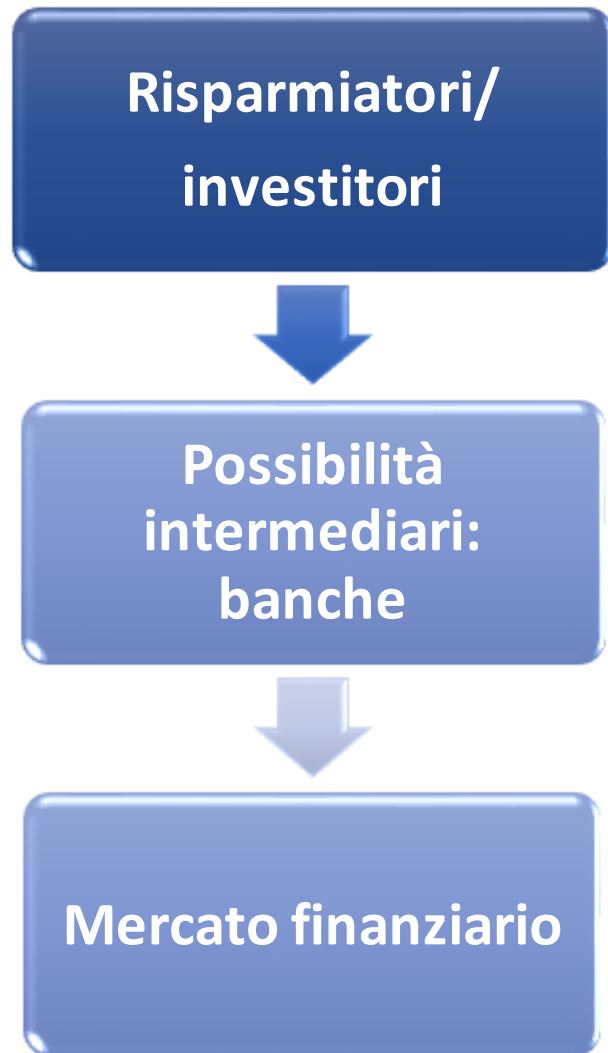 Risparmiatori/
investitori
Possibilità
intermediari:
banche
Mercato finanziario